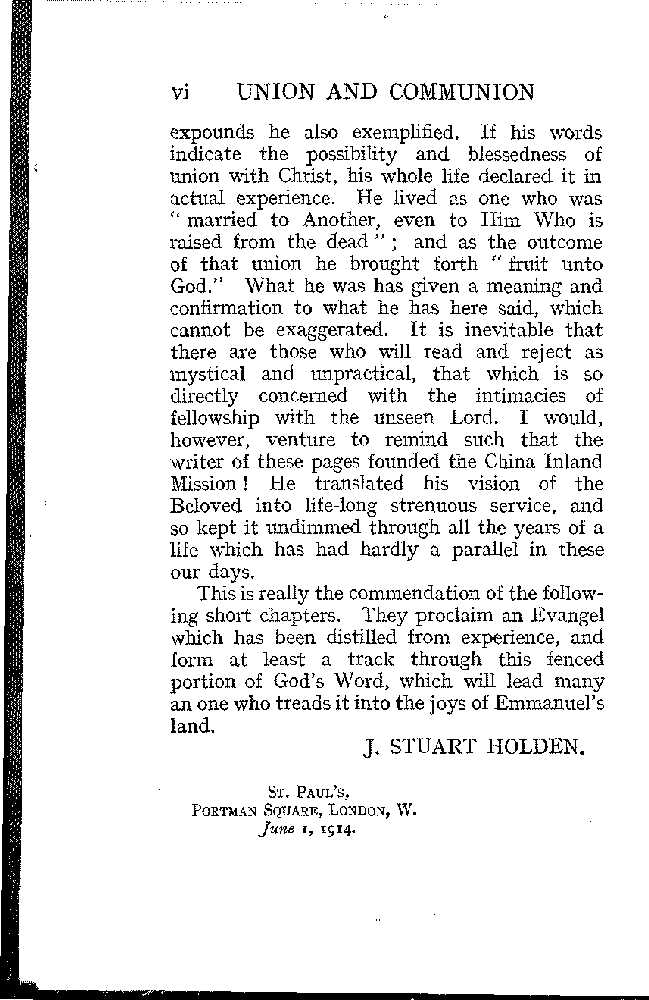 vi UNION AND COMMUNION
expounds he also exemplified. If his words
indicate the possibility and blessedness of
union with Christ, his whole life declared it in
actual experience. He lived as one who was
" married to Another, even to Him Who is
raised from the dead " ; and as the outcome
of that union he brought forth " fruit unto
God." What he was has given a meaning and
confirmation to what he has here said, which
cannot be exaggerated. It is inevitable that
there are those who will read and reject as
mystical and unpractical, that which is so
directly concerned with the intimacies of
fellowship with the unseen Lord. I would,
however, venture to remind such that the
writer of these pages founded the China Inland
Mission ! He translated his vision of the
Beloved into life-long strenuous service, and
so kept it undimmed through all the years of a
life which has had hardly a parallel in these
our days.
This is really the commendation of the follow-
ing short chapters. They proclaim an Evangel
which has been distilled from experience, and
form at least a track through this fenced
portion of God's Word, which will lead many
an one who treads it into the joys of Emmanuel's
land.
J. STUART HOLDEN.
ST. PAUL'S,
PORTMAN SQUARE, LONDON, W.
June 1, 1914.